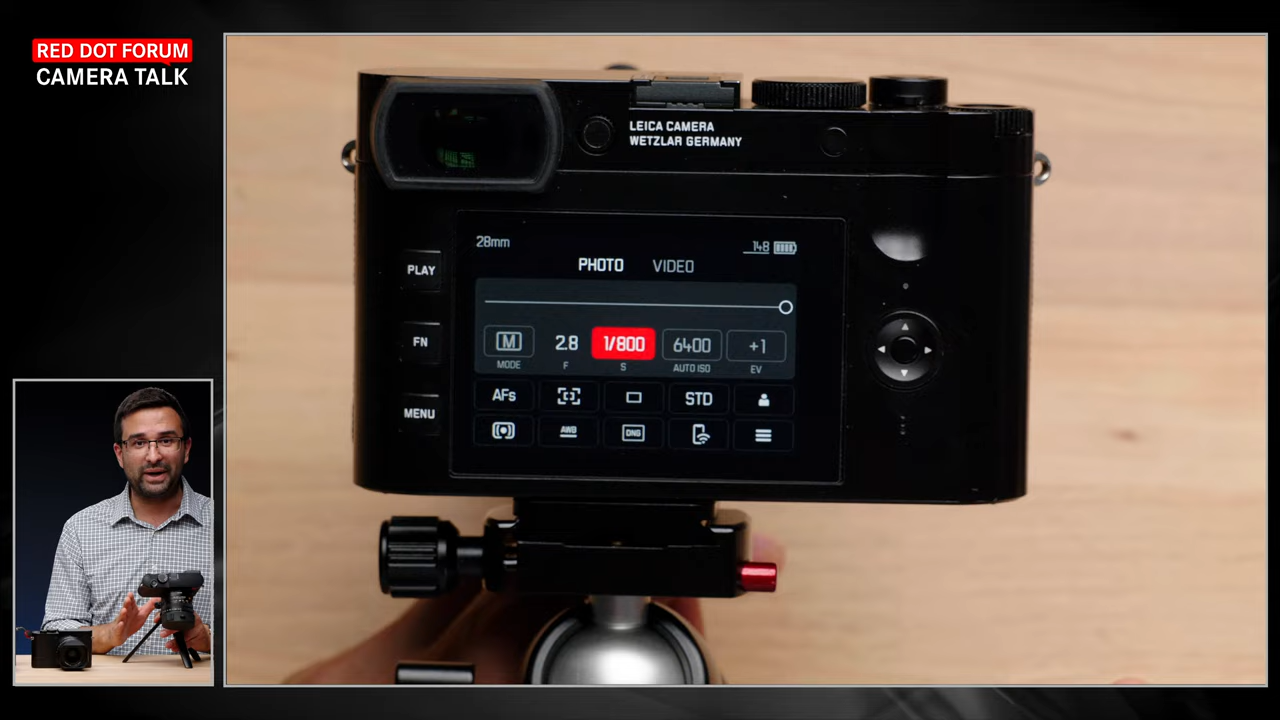 RED DOT FORUM
CAMERA TALK
LEICA CAMERA
WETZLAR GERMANY
28mm
148
PHOTO VIDEO
PLAY
FN
MENU
M 2.8 1/800 6400 +1
MODE F S AUTO ISO EV
AFs STD
AWB DNG